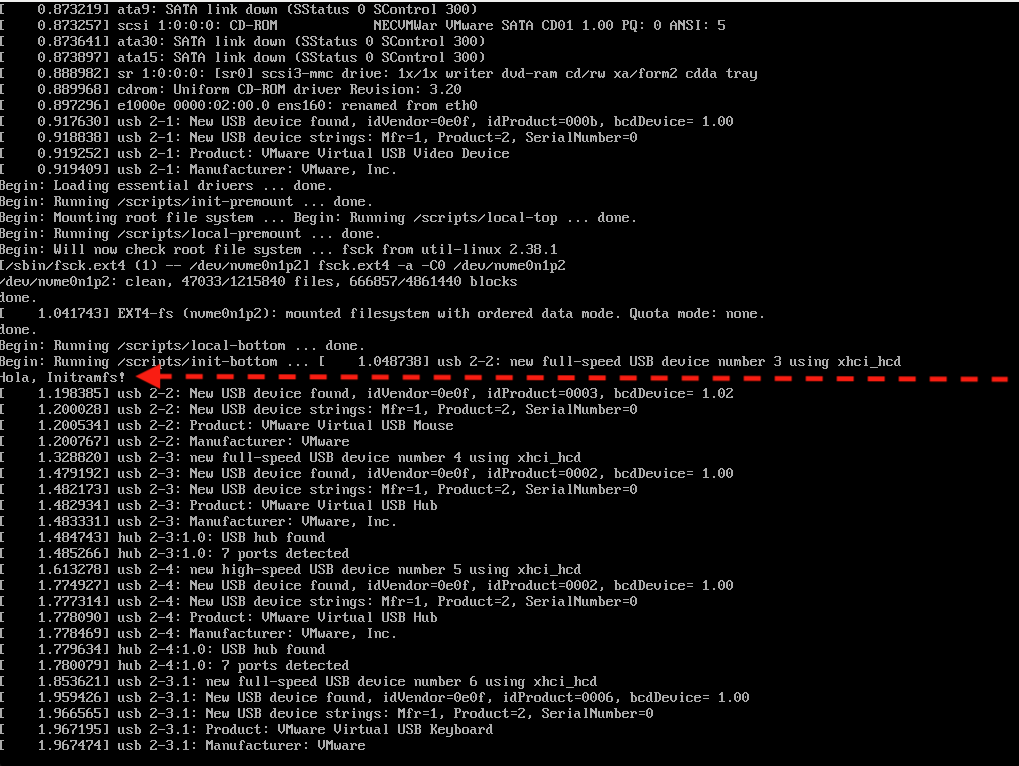 [    0.873219] ata9: SATA link down (SStatus 0 SControl 300)
[    0.873257] scsi 1:0:0:0: CD-ROM            NECVMWar VMware SATA CD01 1.00 PQ: 0 ANSI: 5
[    0.873641] ata30: SATA link down (SStatus 0 SControl 300)
[    0.873897] ata15: SATA link down (SStatus 0 SControl 300)
[    0.888982] sr 1:0:0:0: [sr0] scsi3-mmc drive: 1x/1x writer dvd-ram cd/rw xa/form2 cdda tray
[    0.889968] cdrom: Uniform CD-ROM driver Revision: 3.20
[    0.897296] e1000e 0000:02:00.0 ens160: renamed from eth0
[    0.917630] usb 2-1: New USB device found, idVendor=0e0f, idProduct=000b, bcdDevice= 1.00
[    0.918838] usb 2-1: New USB device strings: Mfr=1, Product=2, SerialNumber=0
[    0.919252] usb 2-1: Product: VMware Virtual USB Video Device
[    0.919409] usb 2-1: Manufacturer: VMware, Inc.
Begin: Loading essential drivers ... done.
Begin: Running /scripts/init-premount ... done.
Begin: Mounting root file system ... Begin: Running /scripts/local-top ... done.
Begin: Running /scripts/local-premount ... done.
Begin: Will now check root file system ... fsck from util-linux 2.38.1
[/sbin/fsck.ext4 (1) -- /dev/nvme0n1p2] fsck.ext4 -a -C0 /dev/nvme0n1p2
/dev/nvme0n1p2: clean, 47033/1215840 files, 666857/4861440 blocks
done.
[    1.041743] EXT4-fs (nvme0n1p2): mounted filesystem with ordered data mode. Quota mode: none.
done.
Begin: Running /scripts/local-bottom ... done.
Begin: Running /scripts/init-bottom ... [    1.048738] usb 2-2: new full-speed USB device number 3 using xhci_hcd
Hola, Initramfs!
[    1.198385] usb 2-2: New USB device found, idVendor=0e0f, idProduct=0003, bcdDevice= 1.02
[    1.200028] usb 2-2: New USB device strings: Mfr=1, Product=2, SerialNumber=0
[    1.200534] usb 2-2: Product: VMware Virtual USB Mouse
[    1.200767] usb 2-2: Manufacturer: VMware
[    1.328820] usb 2-3: new full-speed USB device number 4 using xhci_hcd
[    1.479192] usb 2-3: New USB device found, idVendor=0e0f, idProduct=0002, bcdDevice= 1.00
[    1.482173] usb 2-3: New USB device strings: Mfr=1, Product=2, SerialNumber=0
[    1.482934] usb 2-3: Product: VMware Virtual USB Hub
[    1.483331] usb 2-3: Manufacturer: VMware, Inc.
[    1.484743] hub 2-3:1.0: USB hub found
[    1.485266] hub 2-3:1.0: 7 ports detected
[    1.613278] usb 2-4: new high-speed USB device number 5 using xhci_hcd
[    1.774927] usb 2-4: New USB device found, idVendor=0e0f, idProduct=0002, bcdDevice= 1.00
[    1.777314] usb 2-4: New USB device strings: Mfr=1, Product=2, SerialNumber=0
[    1.778090] usb 2-4: Product: VMware Virtual USB Hub
[    1.778469] usb 2-4: Manufacturer: VMware, Inc.
[    1.779634] hub 2-4:1.0: USB hub found
[    1.780079] hub 2-4:1.0: 7 ports detected
[    1.853621] usb 2-3.1: new full-speed USB device number 6 using xhci_hcd
[    1.959426] usb 2-3.1: New USB device found, idVendor=0e0f, idProduct=0006, bcdDevice= 1.00
[    1.966565] usb 2-3.1: New USB device strings: Mfr=1, Product=2, SerialNumber=0
[    1.967195] usb 2-3.1: Product: VMware Virtual USB Keyboard
[    1.967474] usb 2-3.1: Manufacturer: VMware